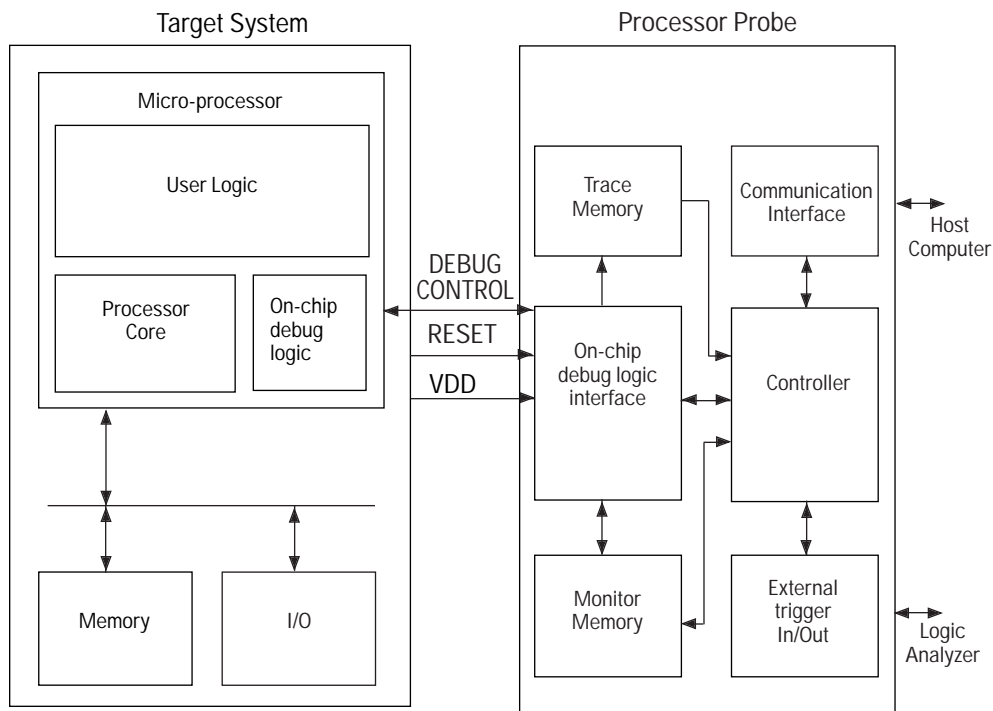 Target System
Processor Probe
Micro-processor
User Logic
Processor
Core
On-chip
debug
logic
Memory
I/O
DEBUG
CONTROL
RESET
VDD
Trace
Memory
Communication
Interface
On-chip
debug logic
interface
Controller
Monitor
Memory
External
trigger
In/Out
Host
Computer
Logic
Analyzer